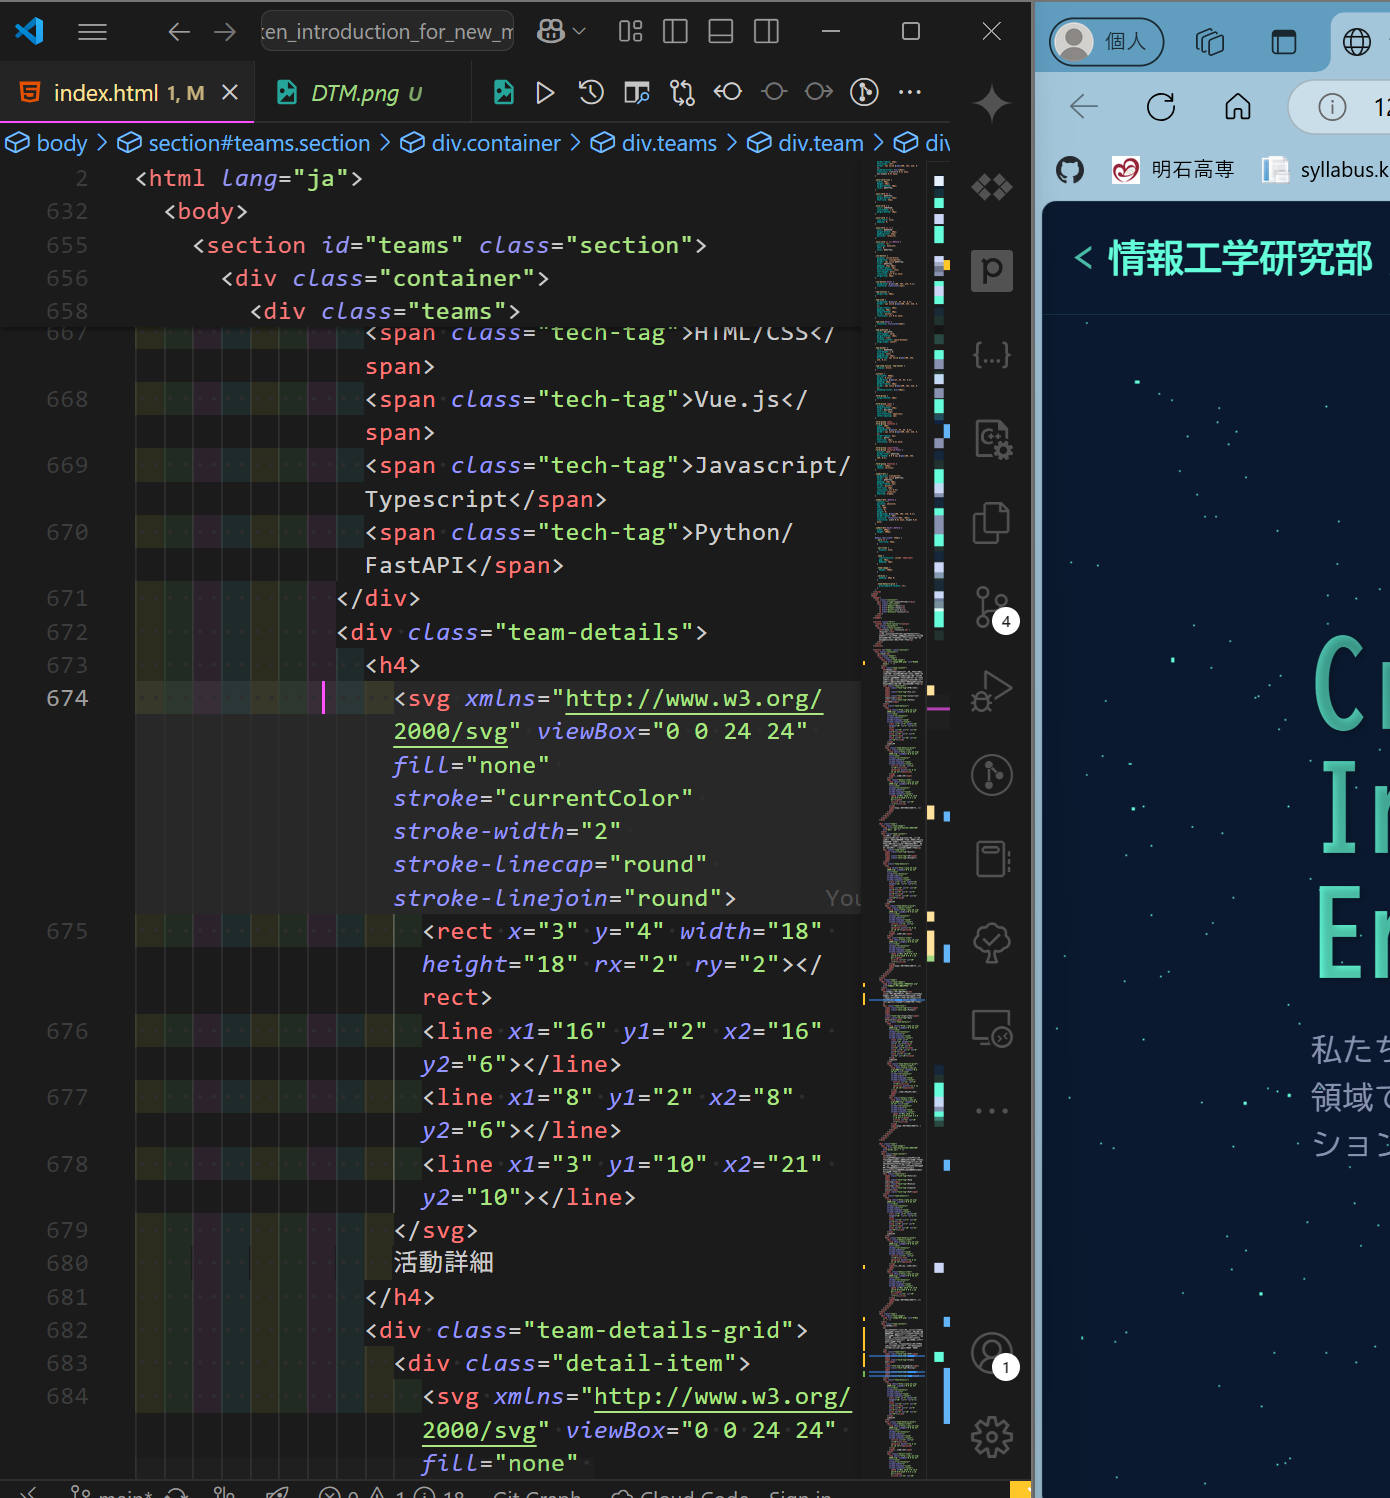 ken_introduction_for_new_m
index.html 1, M
DTM.png U
body
section#teams.section
div.container
div.teams
div.team
div
2 <html lang="ja">
632 <body>
655 <section id="teams" class="section">
656 <div class="container">
658 <div class="teams">
667 <span class="tech-tag">HTML/CSS</
span>
668 <span class="tech-tag">Vue.js</
span>
669 <span class="tech-tag">Javascript/
Typescript</span>
670 <span class="tech-tag">Python/
FastAPI</span>
671 </div>
672 <div class="team-details">
673 <h4>
674 <svg xmlns="http://www.w3.org/
2000/svg" viewBox="0 0 24 24"
fill="none"
stroke="currentColor"
stroke-width="2"
stroke-linecap="round"
stroke-linejoin="round"> You
675 <rect x="3" y="4" width="18"
height="18" rx="2" ry="2"></
rect>
676 <line x1="16" y1="2" x2="16"
y2="6"></line>
677 <line x1="8" y1="2" x2="8"
y2="6"></line>
678 <line x1="3" y1="10" x2="21"
y2="10"></line>
679 </svg>
680 活動詳細
681 </h4>
682 <div class="team-details-grid">
683 <div class="detail-item">
684 <svg xmlns="http://www.w3.org/
2000/svg" viewBox="0 0 24 24"
fill="none"
main* 0 1 18 Git Graph Cloud Code - Sign in
4
1
個人
12
明石高専
syllabus.k
< 情報工学研究部
Cr
In
En
私たち
領域で
ション